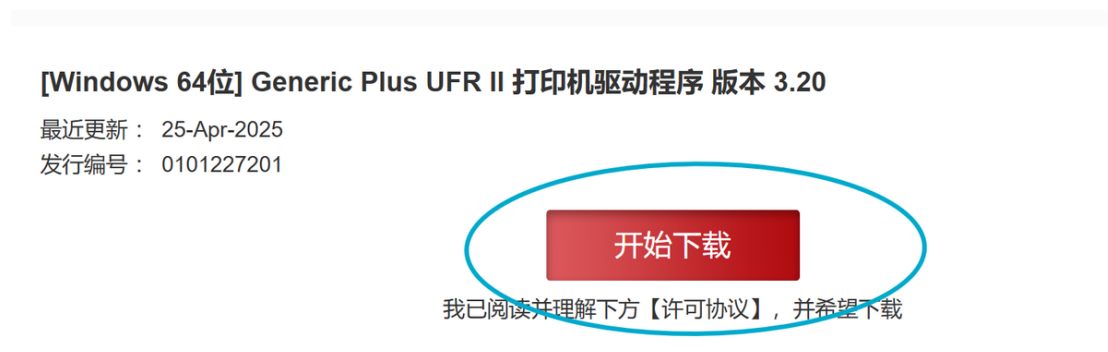 [Windows 64位] Generic Plus UFR II 打印机驱动程序 版本 3.20
最近更新： 25-Apr-2025
发行编号： 0101227201
开始下载
我已阅读并理解下方【许可协议】，并希望下载